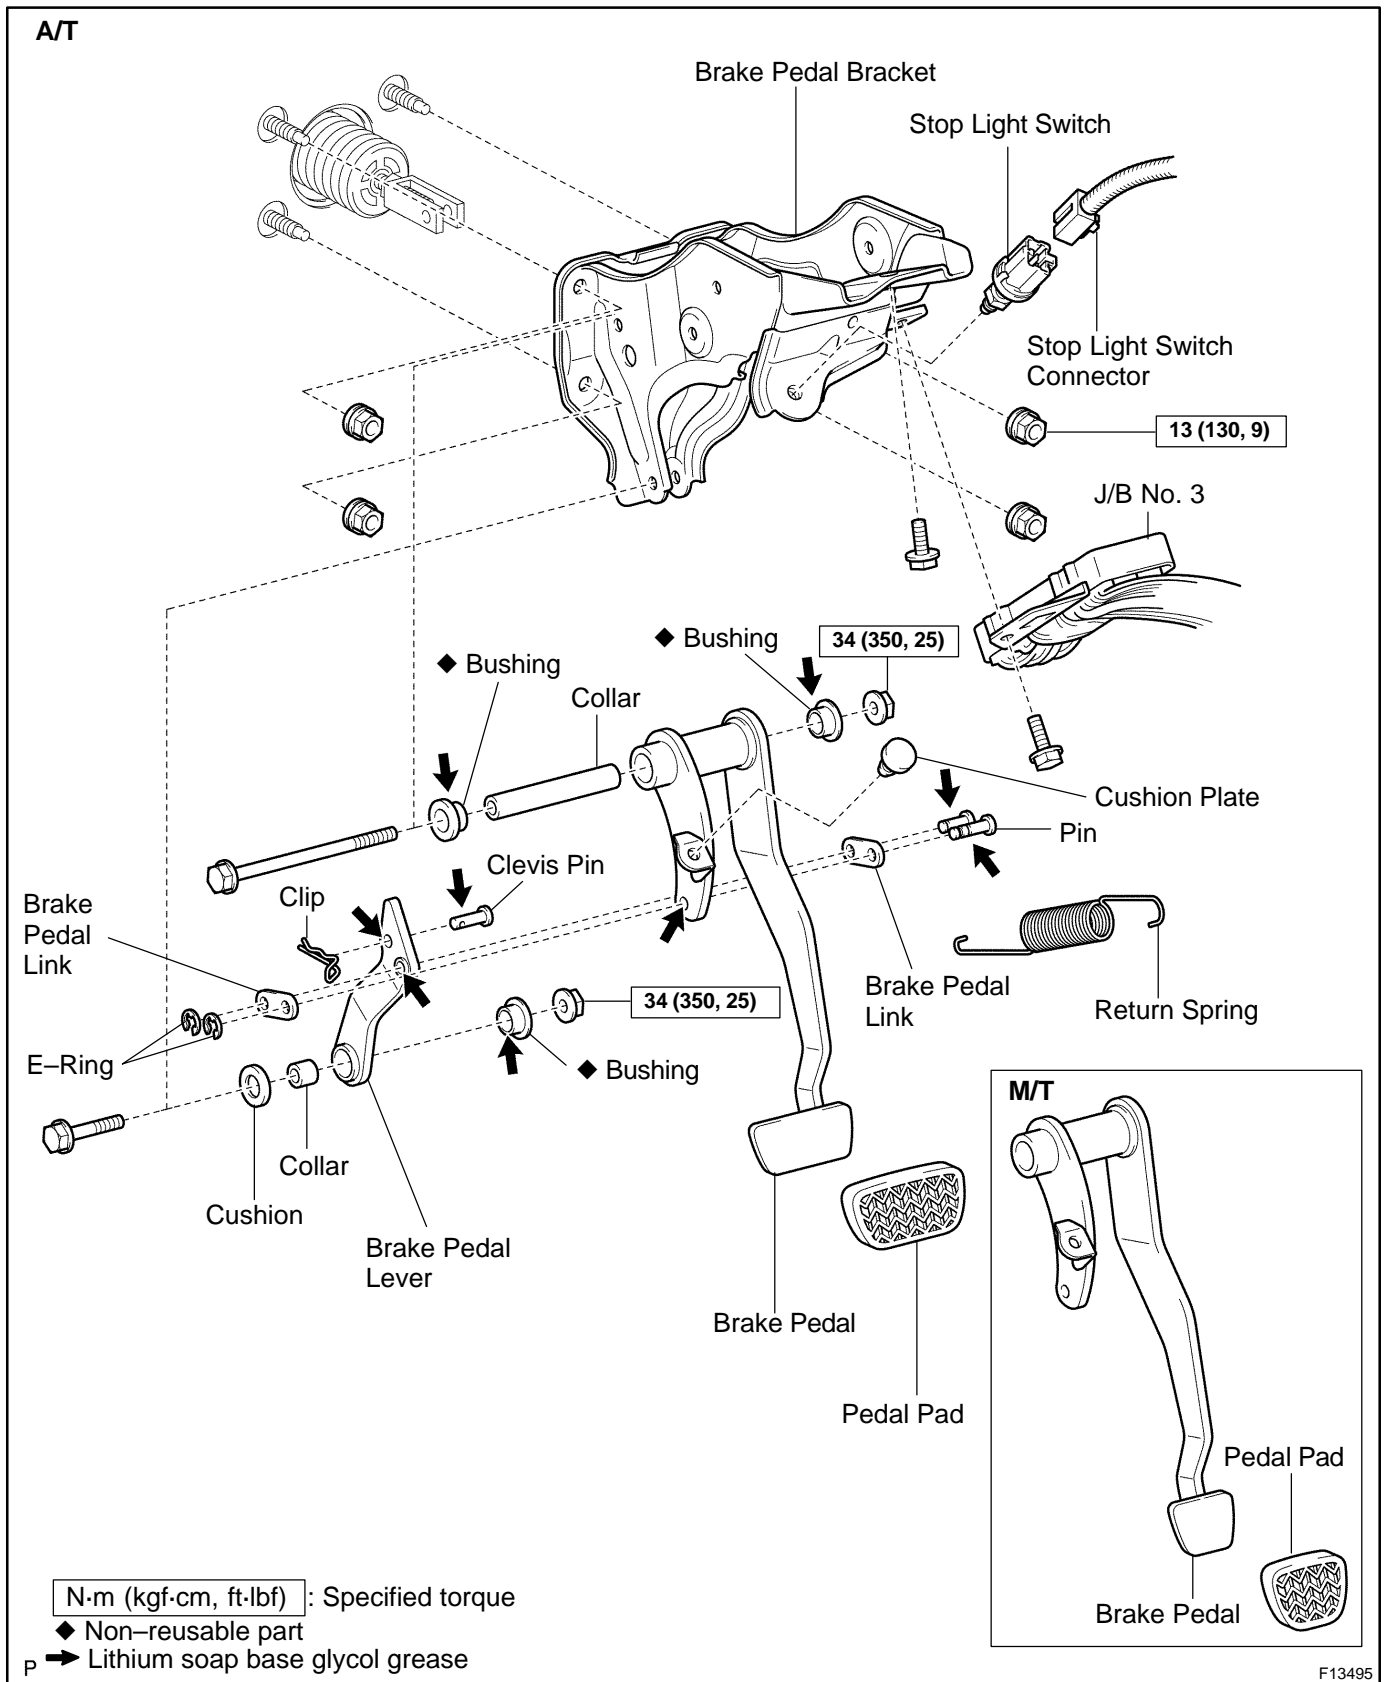 A/T
Brake Pedal Bracket
Stop Light Switch
Stop Light Switch
Connector
13 (130, 9)
J/B No. 3
◆ Bushing
34 (350, 25)
◆ Bushing
Collar
Cushion Plate
Pin
Clevis Pin
Clip
Brake
Pedal
Link
Brake Pedal
Link
Return Spring
34 (350, 25)
E–Ring
◆ Bushing
M/T
Collar
Cushion
Brake Pedal
Lever
Brake Pedal
Pedal Pad
Pedal Pad
Brake Pedal
N·m (kgf·cm, ft·lbf) : Specified torque
◆ Non–reusable part
P ➡ Lithium soap base glycol grease
F13495